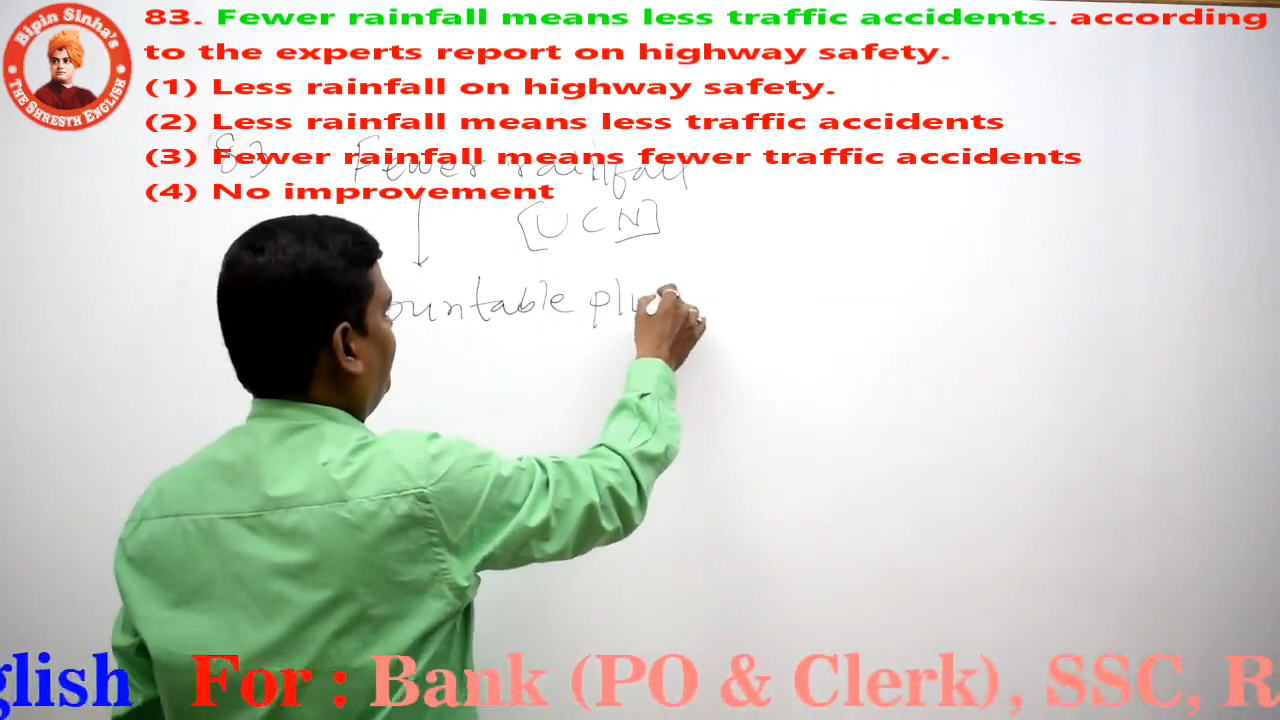 Bipin Sinha's
THE SHRESTH ENGLISH
83. Fewer rainfall means less traffic accidents. according
to the experts report on highway safety.
(1) Less rainfall on highway safety.
(2) Less rainfall means less traffic accidents
(3) Fewer rainfall means fewer traffic accidents
(4) No improvement
83 Fewer rainfall
[UCN]
ountable plu
glish For : Bank (PO & Clerk), SSC, R